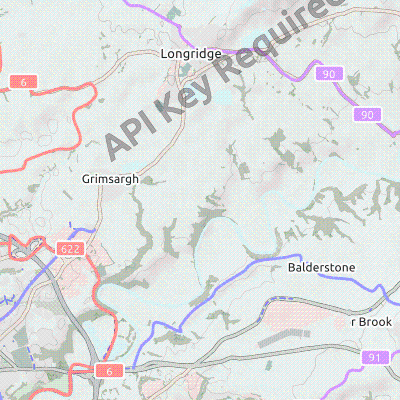 Longridge
API Key Required
6
90
90
Grimsargh
622
Balderstone
r Brook
91
6